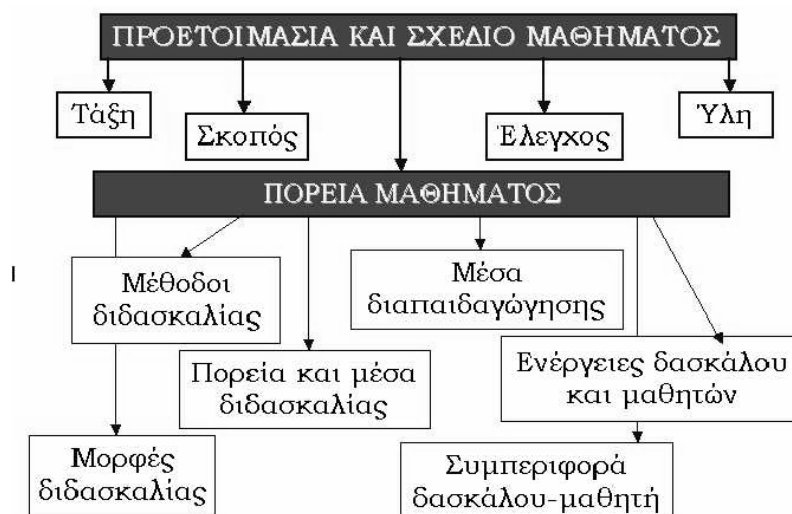 ΠΡΟΕΤΟΙΜΑΣΙΑ ΚΑΙ ΣΧΕΔΙΟ ΜΑΘΗΜΑΤΟΣ
Τάξη
Σκοπός
Έλεγχος
Ύλη
ΠΟΡΕΙΑ ΜΑΘΗΜΑΤΟΣ
Μέθοδοι
διδασκαλίας
Μέσα
διαπαιδαγώγησης
Πορεία και μέσα
διδασκαλίας
Ενέργειες δασκάλου
και μαθητών
Μορφές
διδασκαλίας
Συμπεριφορά
δασκάλου-μαθητή